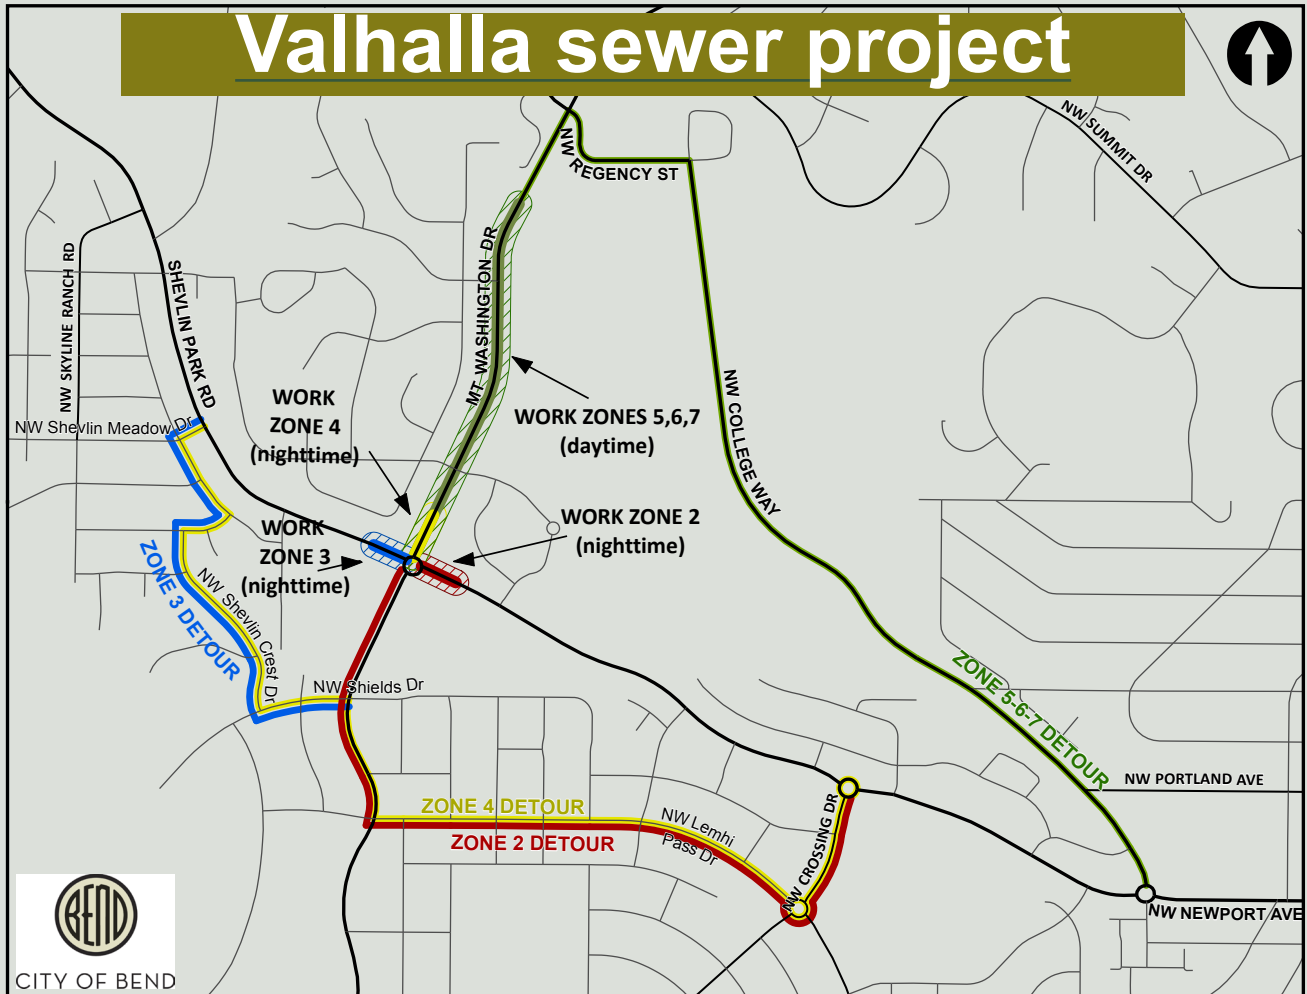 Valhalla sewer project
NW SUMMIT DR
NW
REGENCY ST
NW SKYLINE RANCH RD
SHEVLIN PARK RD
MT WASHINGTON DR
NW COLLEGE WAY
WORK
ZONE 4
(nighttime)
WORK ZONES 5,6,7
(daytime)
NW Shevlin Meadow Dr
WORK
ZONE 3
(nighttime)
WORK ZONE 2
(nighttime)
ZONE 3 DETOUR
NW Shevlin Crest Dr
NW Shields Dr
ZONE 5-6-7 DETOUR
NW PORTLAND AVE
ZONE 4 DETOUR
ZONE 2 DETOUR
NW Lemhi
Pass Dr
NW CROSSING DR
NW NEWPORT AVE
BEND
CITY OF BEND